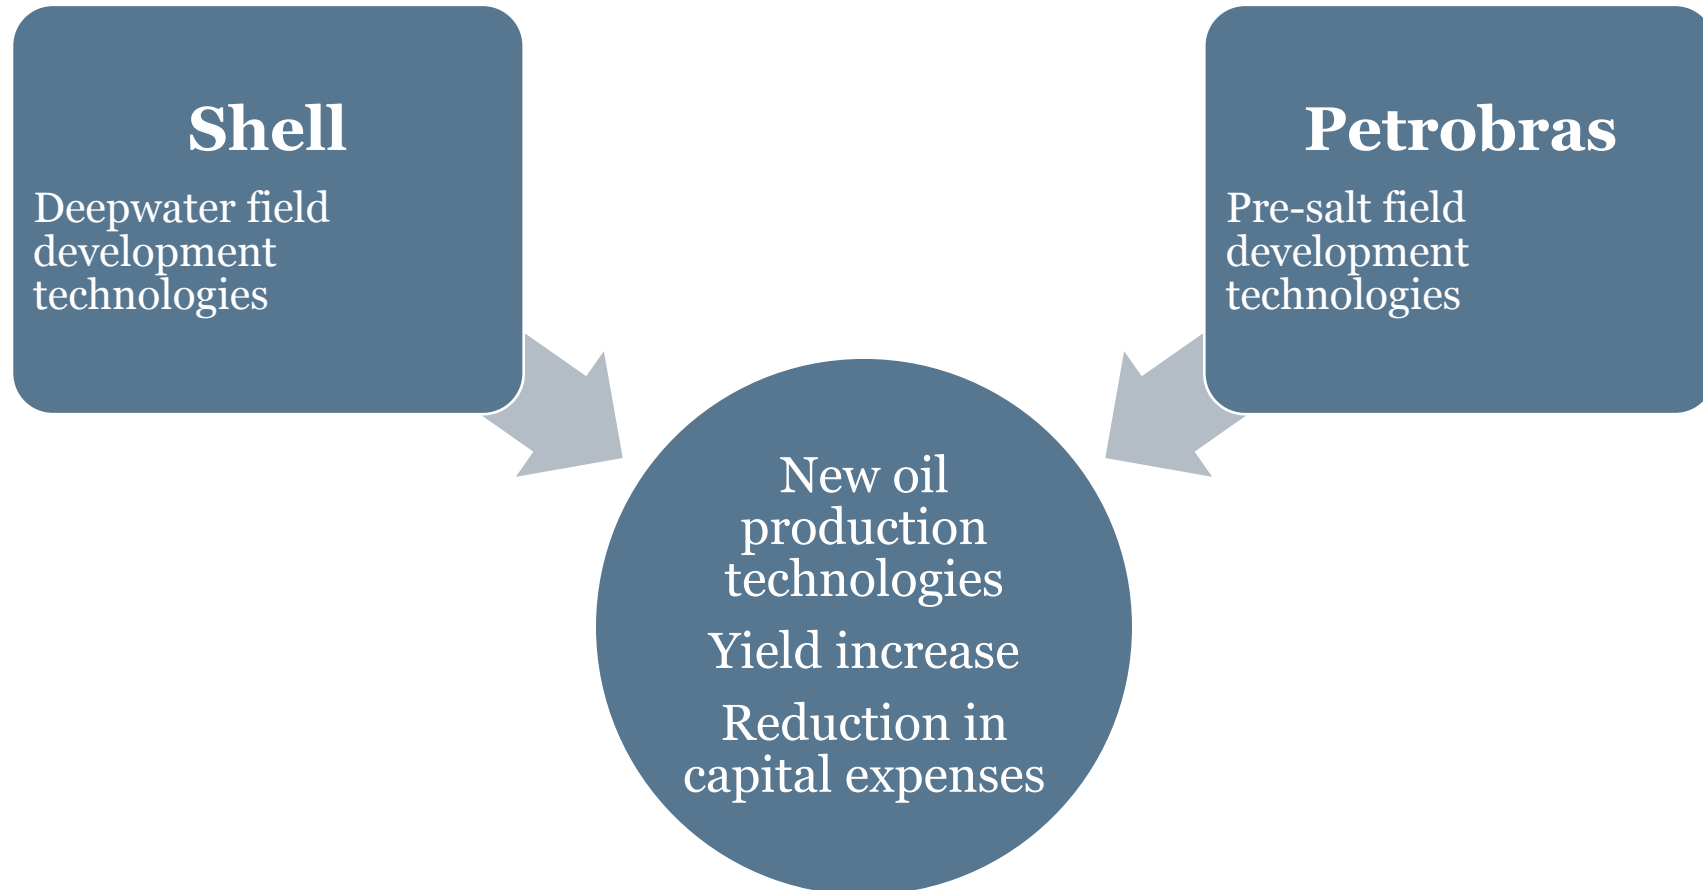 Shell
Deepwater field
development
technologies
Petrobras
Pre-salt field
development
technologies
New oil
production
technologies
Yield increase
Reduction in
capital expenses